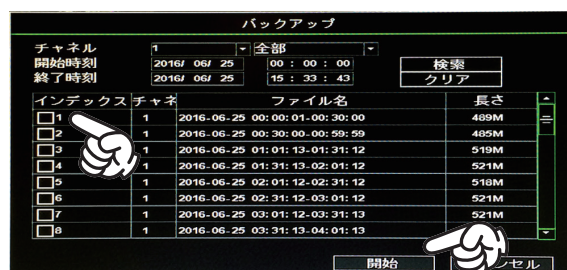 バックアップ
チャネル 1 全部
開始時刻 2016/ 06/ 25 00 : 00 : 00 検索
終了時刻 2016/ 06/ 25 15 : 33 : 43 クリア
インデックス チャネ ファイル名 長さ
1 1 2016-06-25 00:00:01-00:30:00 489M
2 1 2016-06-25 00:30:00-00:59:59 485M
3 1 2016-06-25 01:01:13-01:31:12 519M
4 1 2016-06-25 01:31:13-02:01:12 521M
5 1 2016-06-25 02:01:12-02:31:12 518M
6 1 2016-06-25 02:31:12-03:01:12 521M
7 1 2016-06-25 03:01:12-03:31:13 521M
8 1 2016-06-25 03:31:13-04:01:13
開始 ンセル